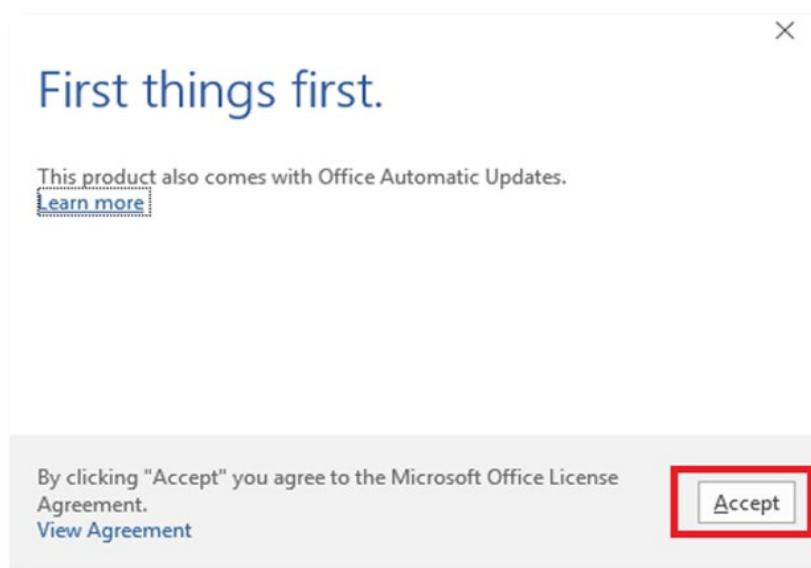 First things first.
This product also comes with Office Automatic Updates.
Learn more
By clicking "Accept" you agree to the Microsoft Office License
Agreement.
View Agreement
Accept